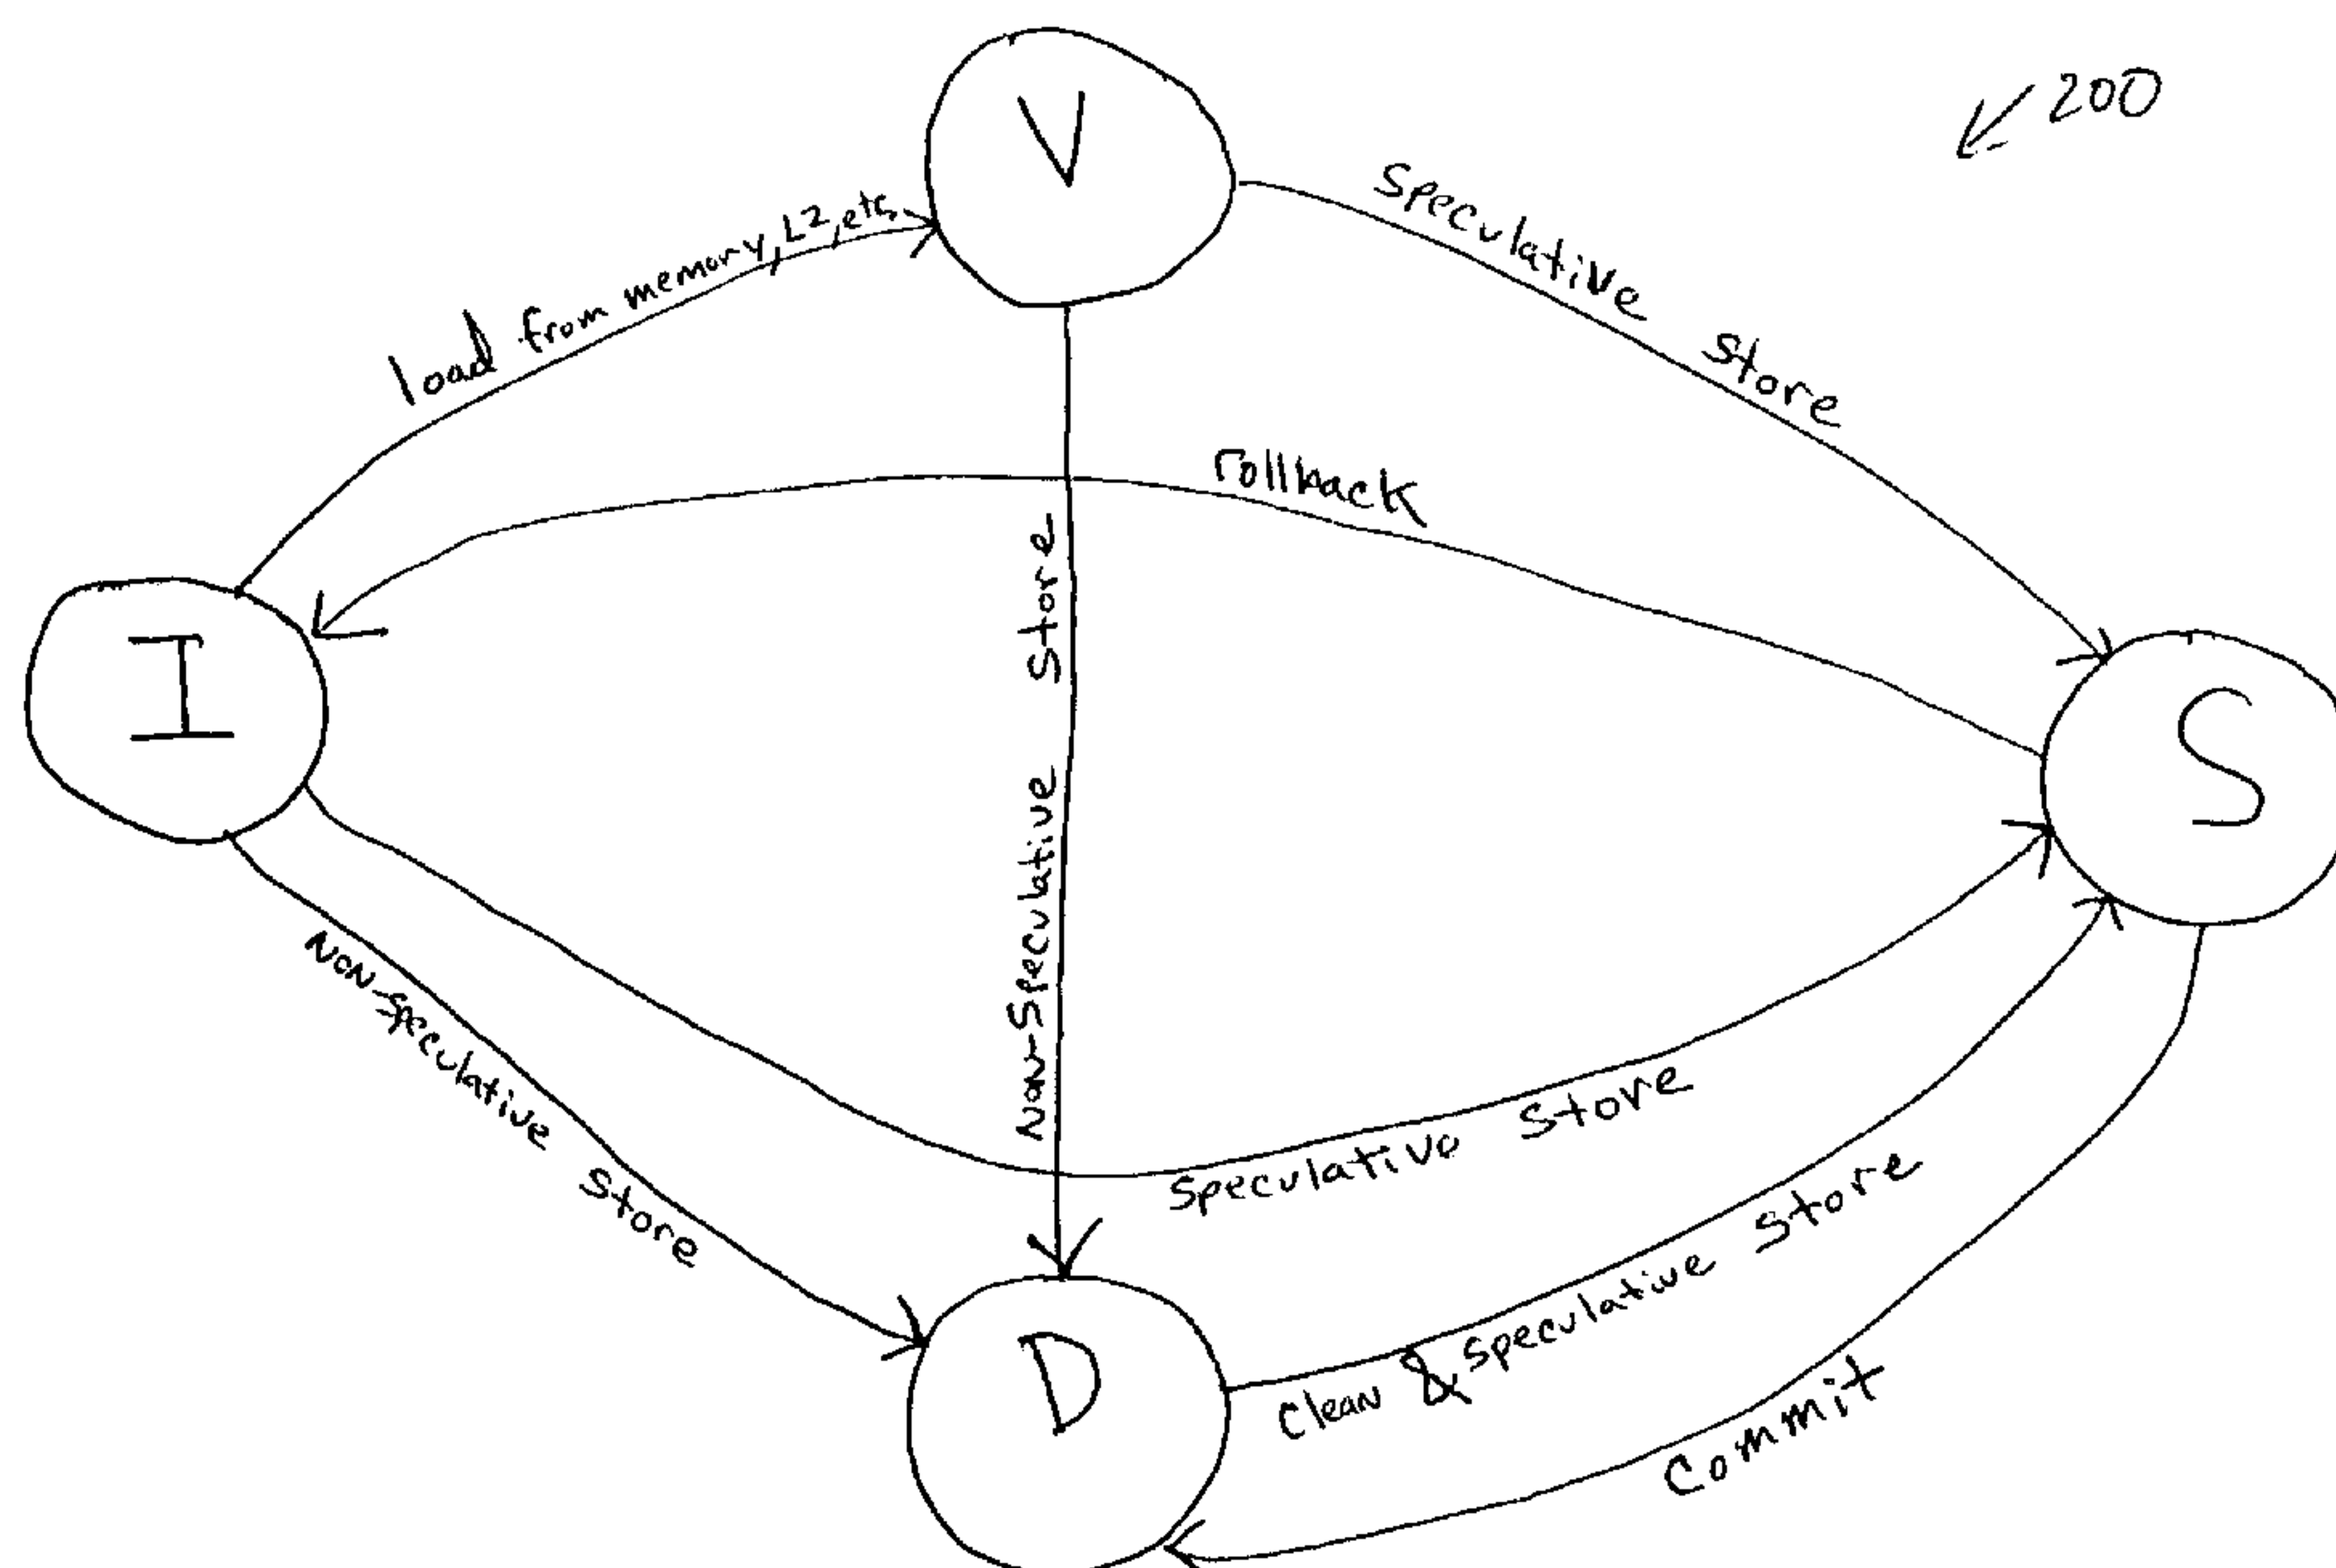 V
200
load from memory, L2, etc,
Speculative Store
rollback
I
Non-Speculative Store
S
Non-Speculative Store
Speculative Store
Clean & Speculative Store
D
Commit